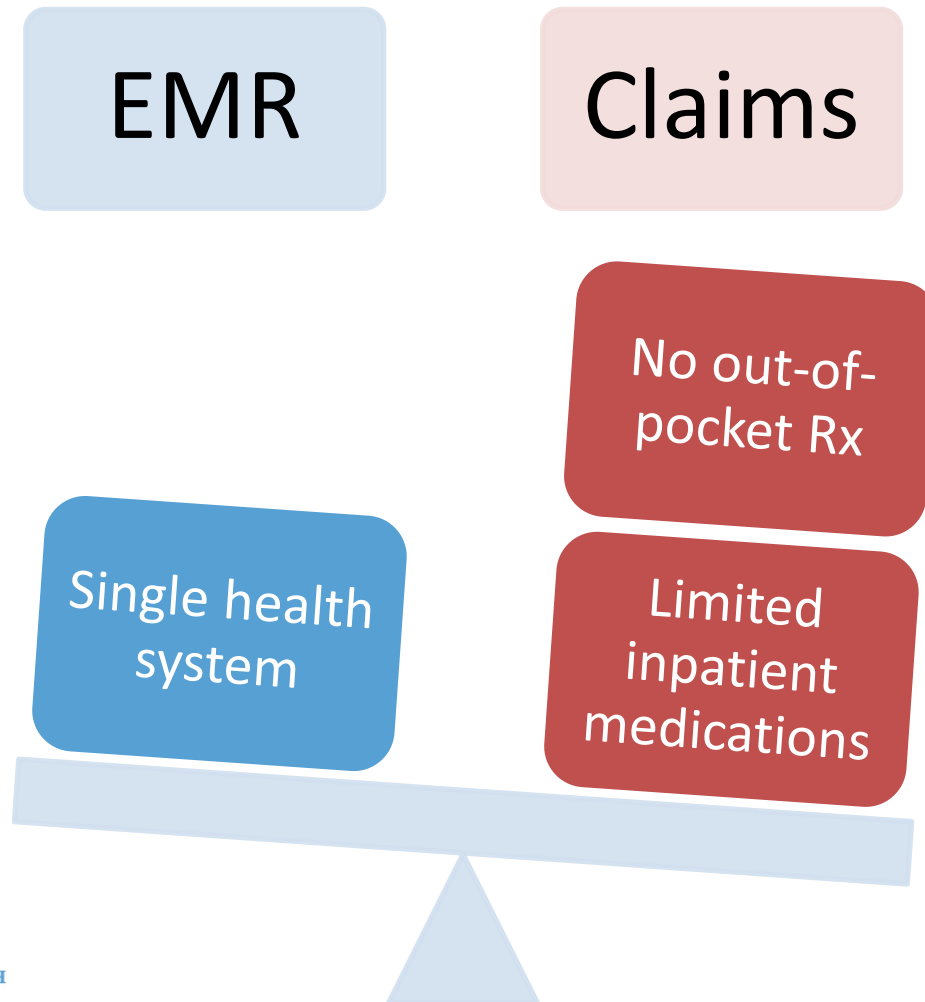 EMR
Claims
No out-of-
pocket Rx
Single health
system
Limited
inpatient
medications